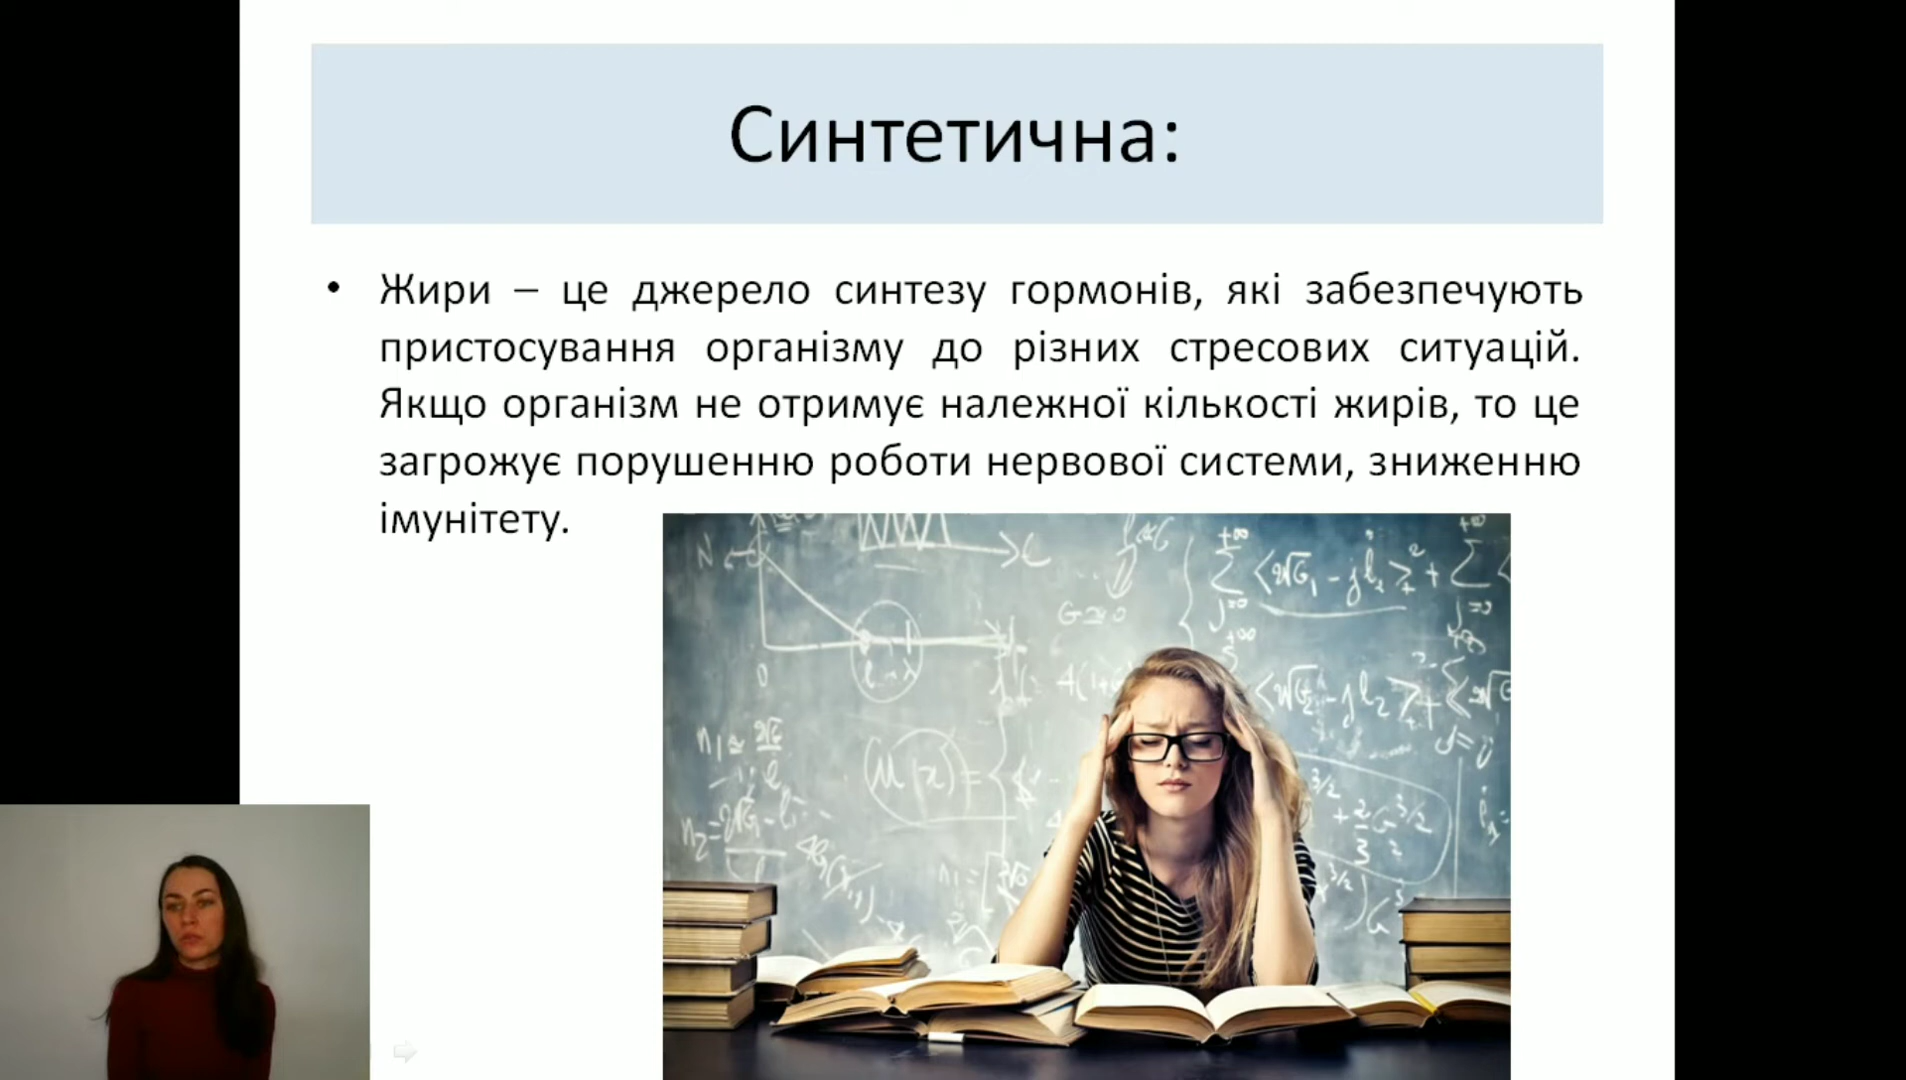 Синтетична:
• Жири – це джерело синтезу гормонів, які забезпечують
пристосування організму до різних стресових ситуацій.
Якщо організм не отримує належної кількості жирів, то це
загрожує порушенню роботи нервової системи, зниженню
імунітету.